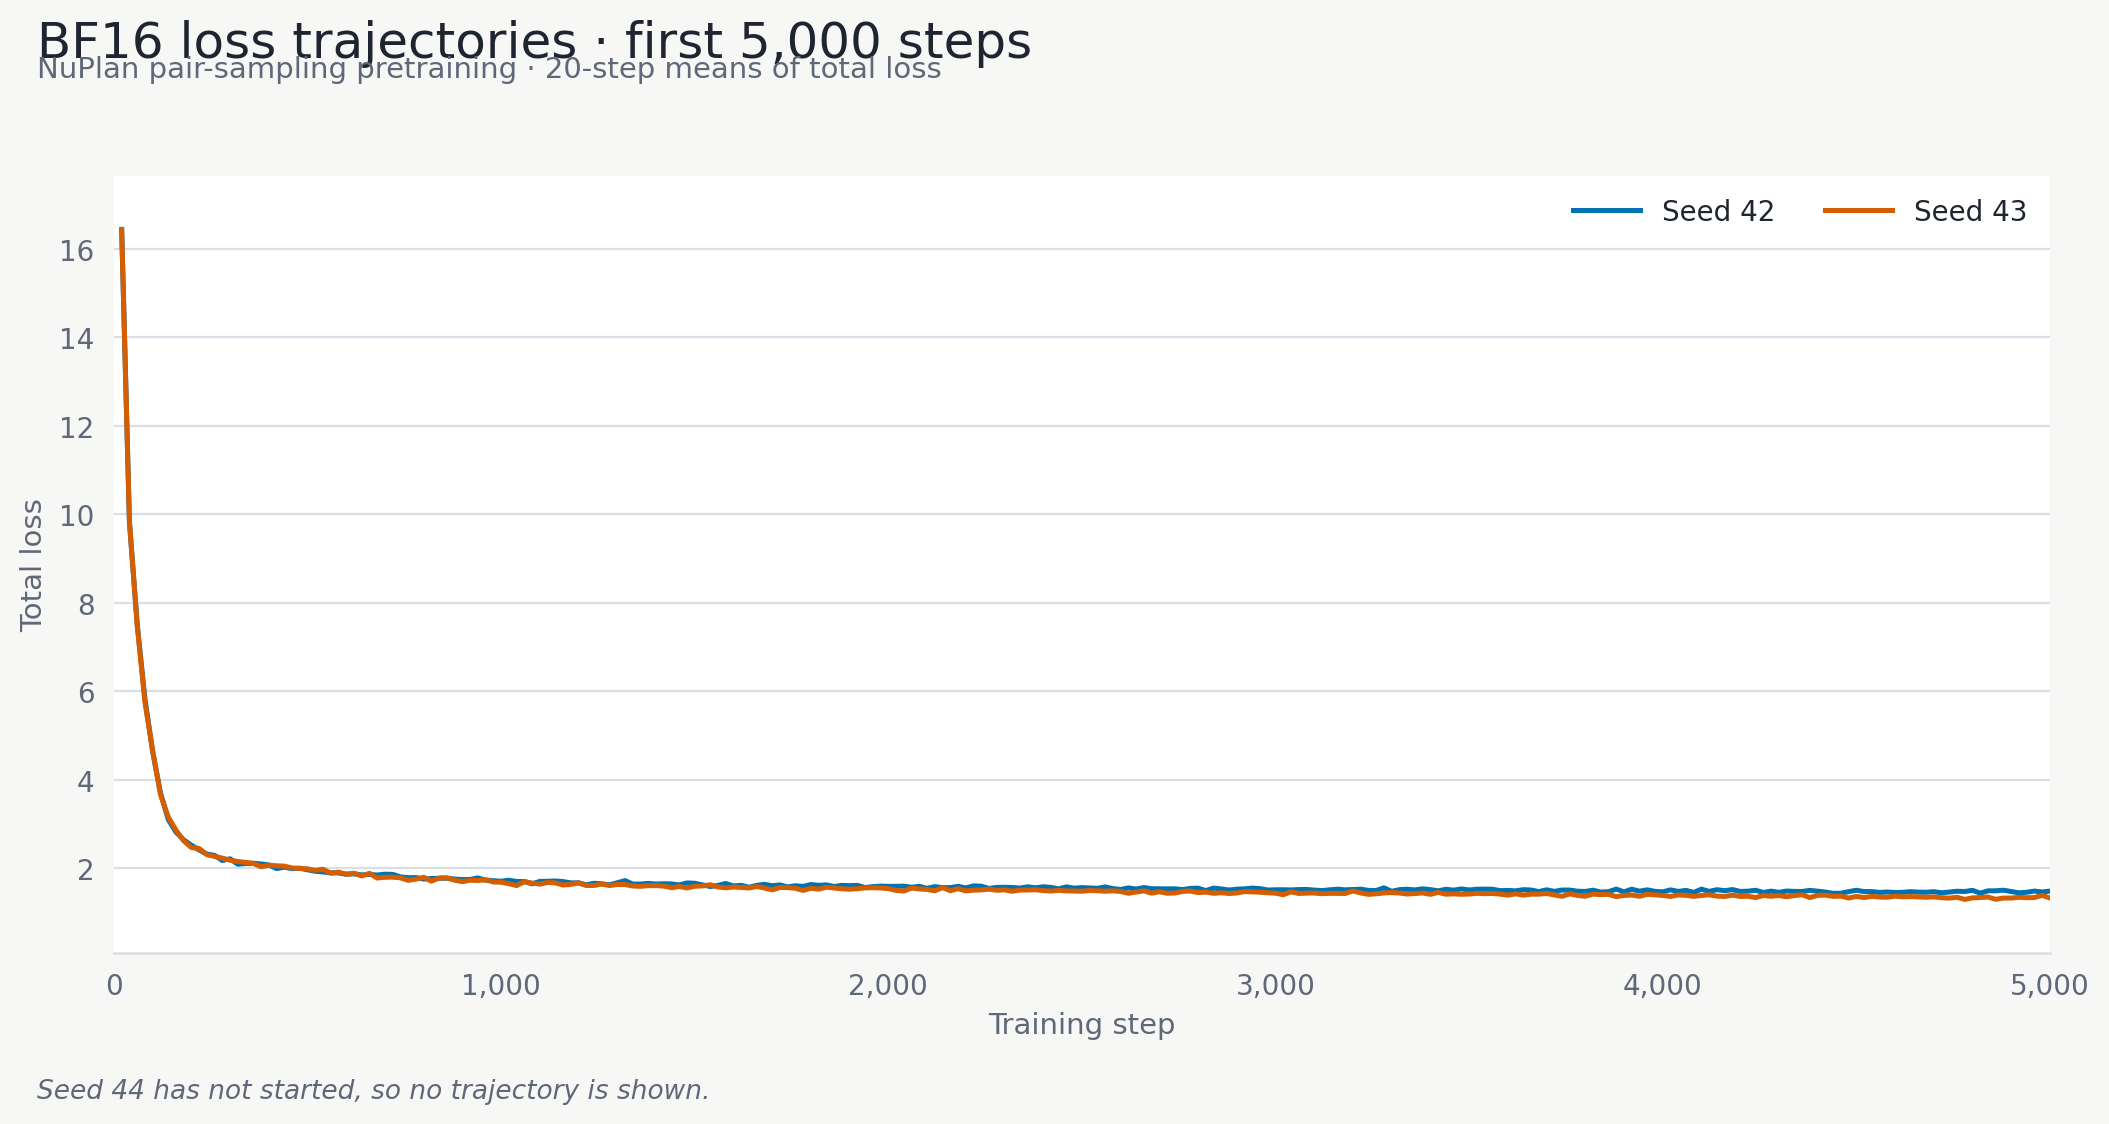 BF16 loss trajectories · first 5,000 steps
NuPlan pair-sampling pretraining · 20-step means of total loss
Seed 42
Seed 43
16
14
12
10
8
6
4
2
Total loss
0
1,000
2,000
3,000
4,000
5,000
Training step
Seed 44 has not started, so no trajectory is shown.